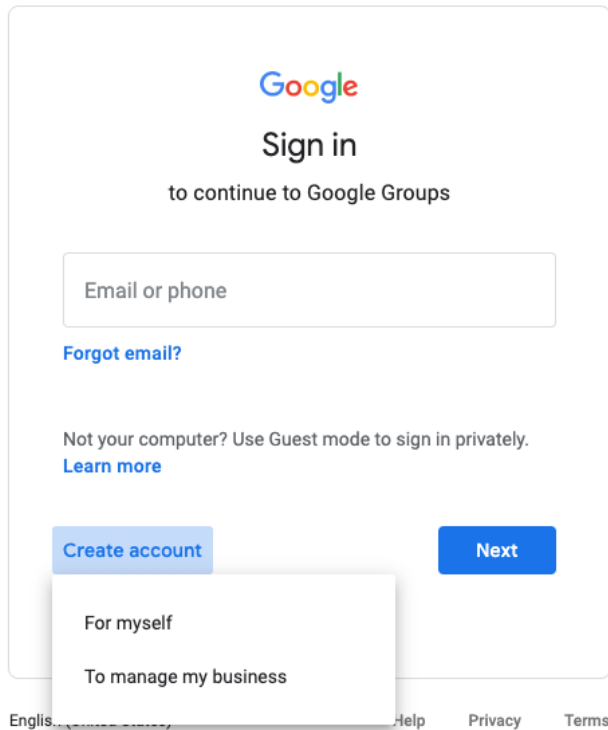 Google
Sign in
to continue to Google Groups
Email or phone
Forgot email?
Not your computer? Use Guest mode to sign in privately.
Learn more
Create account
Next
For myself
To manage my business
Help Privacy Terms